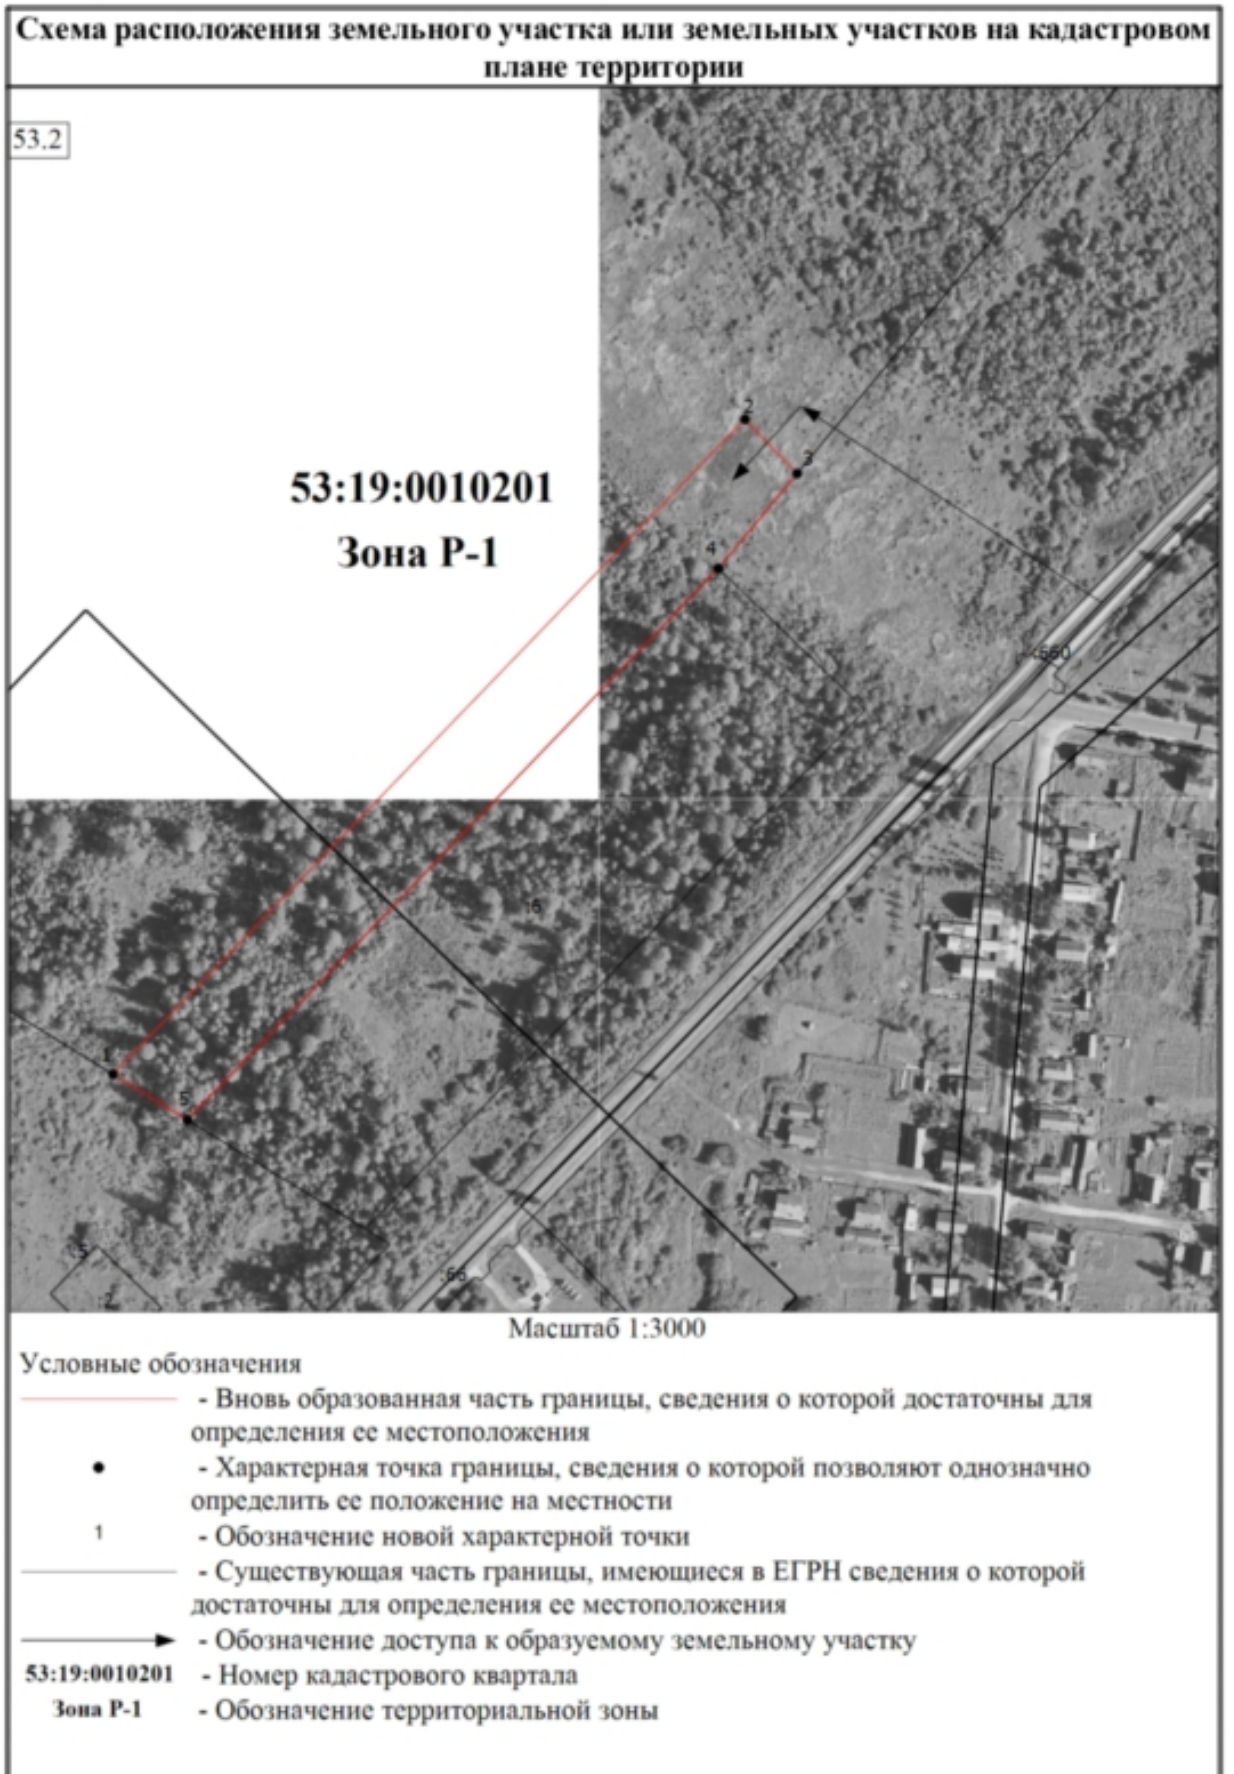 Схема расположения земельного участка или земельных участков на кадастровом
плане территории
53.2
2
3
53:19:0010201
Зона Р-1
4
:6
1
5
Масштаб 1:3000
Условные обозначения
- Вновь образованная часть границы, сведения о которой достаточны для
определения ее местоположения
- Характерная точка границы, сведения о которой позволяют однозначно
определить ее положение на местности
1 - Обозначение новой характерной точки
- Существующая часть границы, имеющиеся в ЕГРН сведения о которой
достаточны для определения ее местоположения
- Обозначение доступа к образуемому земельному участку
53:19:0010201 - Номер кадастрового квартала
Зона Р-1 - Обозначение территориальной зоны